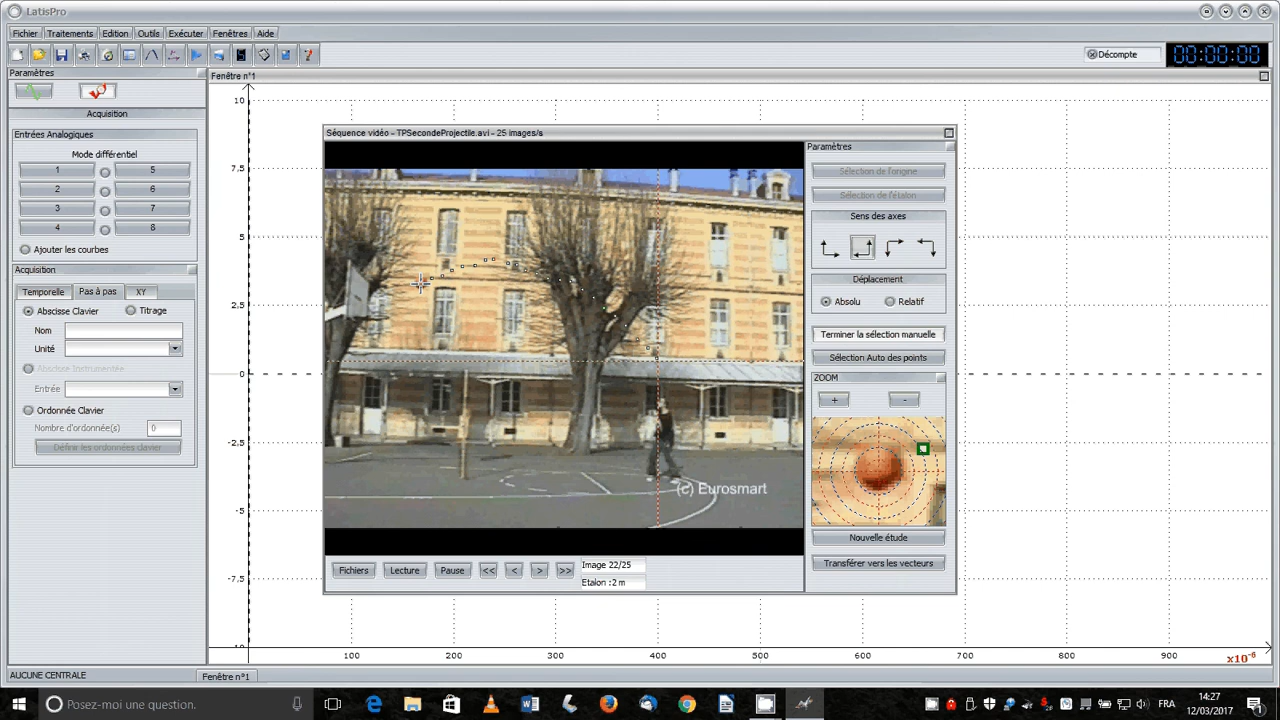 LatisPro
Fichier Traitements Edition Outils Exécuter Fenêtres Aide
Décompte 00:00:00
Paramètres
Fenêtre n°1
Acquisition
Entrées Analogiques
Mode différentiel
1 5
2 6
3 7
4 8
Ajouter les courbes
Acquisition
Temporelle Pas à pas XY
Abscisse Clavier Titrage
Nom
Unité
Abscisse Instrumentée
Entrée
Ordonnée Clavier
Nombre d'ordonnée(s) 0
Définir les ordonnées clavier
10
7.5
5
2.5
0
-2.5
-5
-7.5
-10
100 200 300 400 500 600 700 800 900
x10-6
Séquence vidéo - TPSecondeProjectile.avi - 25 images/s
(c) Eurosmart
Fichiers Lecture Pause << < > >>
Image 22/25
Etalon :2 m
Paramètres
Sélection de l'origine
Sélection de l'étalon
Sens des axes
Déplacement
Absolu Relatif
Terminer la sélection manuelle
Sélection Auto des points
ZOOM
+ -
Nouvelle étude
Transférer vers les vecteurs
AUCUNE CENTRALE
Fenêtre n°1
Posez-moi une question.
FRA
14:27
12/03/2017